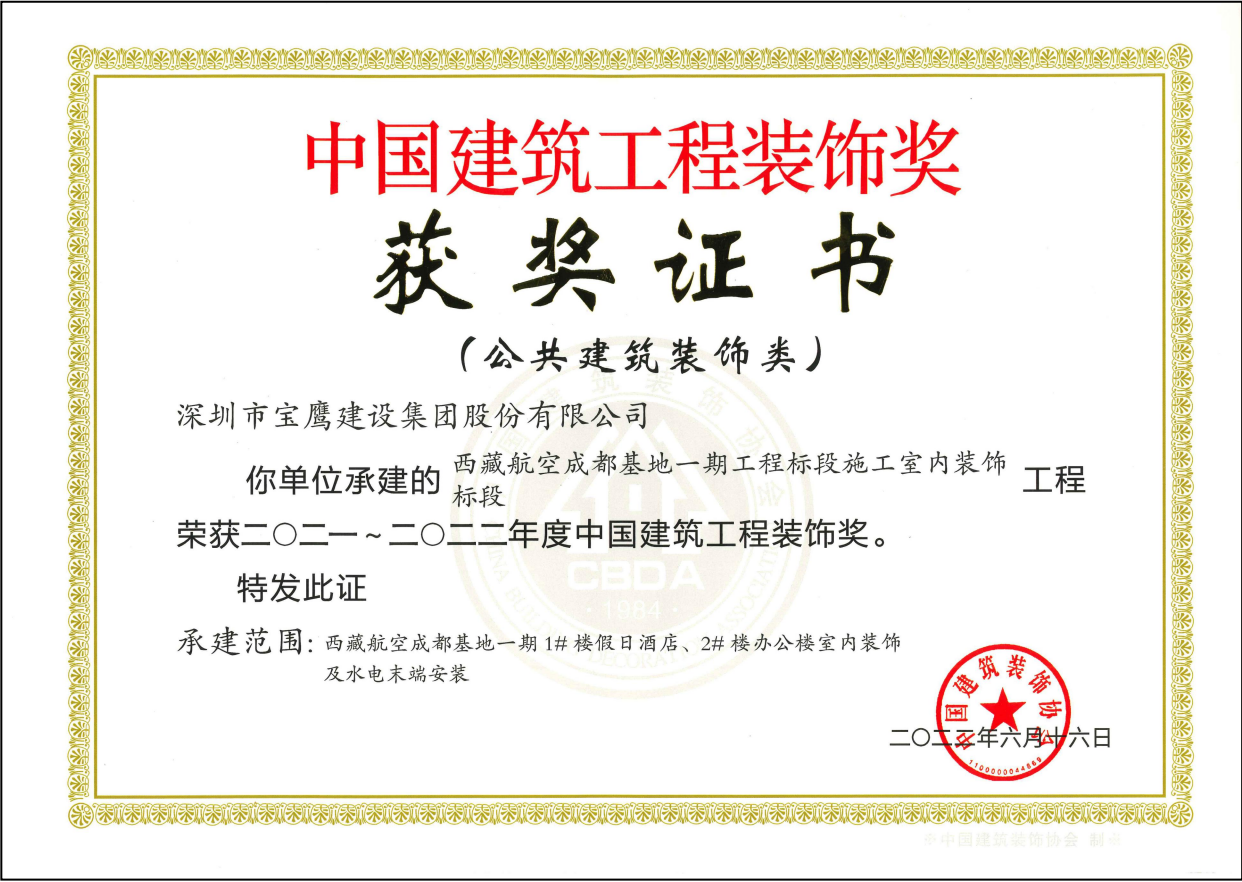 中国建筑工程装饰奖
获奖证书
（公共建筑装饰类）
深圳市宝鹰建设集团股份有限公司
你单位承建的 西藏航空成都基地一期工程标段施工室内装饰
标段 工程
荣获二〇二一～二〇二二年度中国建筑工程装饰奖。
特发此证
承建范围：西藏航空成都基地一期1#楼假日酒店、2#楼办公楼室内装饰
及水电末端安装
中国建筑装饰协会
1100000044869
二〇二三年六月十六日
CBDA
·1984·
※中国建筑装饰协会 制※